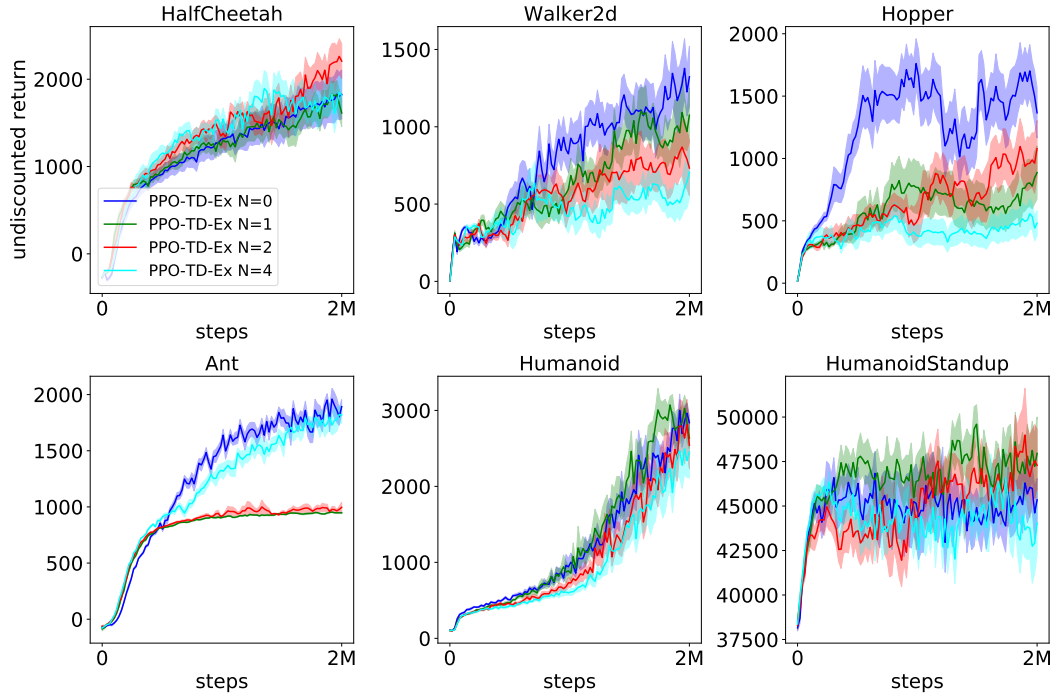 HalfCheetah
undiscounted return
2000
1000
0
PPO-TD-Ex N=0
PPO-TD-Ex N=1
PPO-TD-Ex N=2
PPO-TD-Ex N=4
0
2M
steps
Walker2d
1500
1000
500
0
0
2M
steps
Hopper
2000
1500
1000
500
0
0
2M
steps
Ant
2000
1500
1000
500
0
0
2M
steps
Humanoid
3000
2000
1000
0
0
2M
steps
HumanoidStandup
50000
47500
45000
42500
40000
37500
0
2M
steps